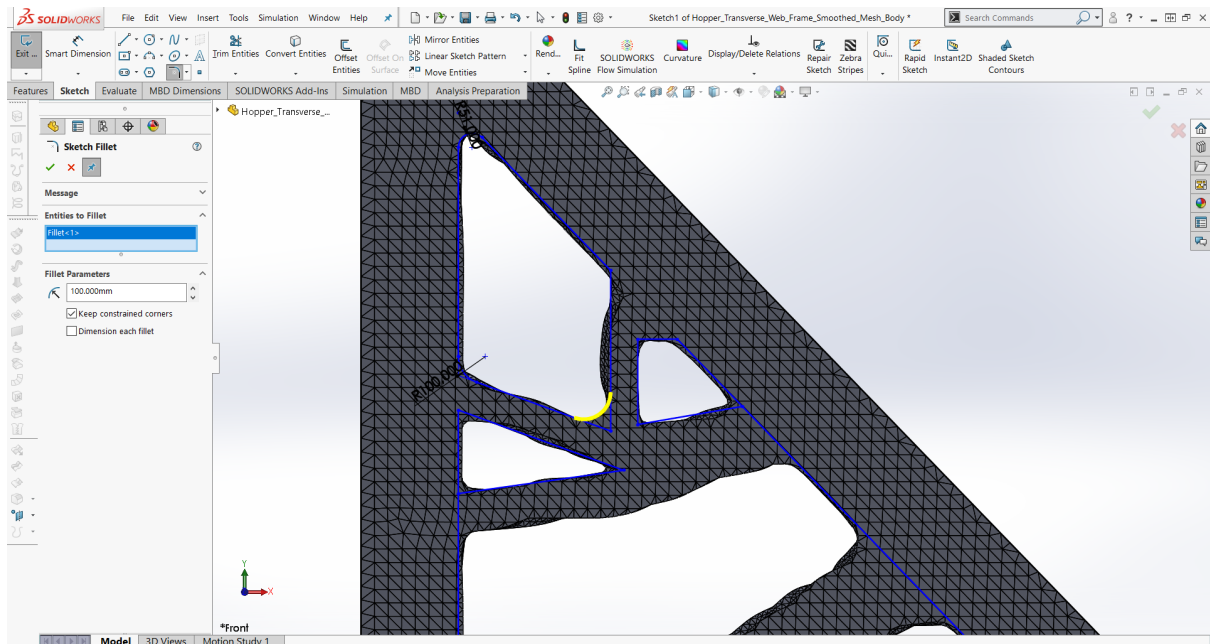 SOLIDWORKS File Edit View Insert Tools Simulation Window Help Sketch1 of Hopper_Transverse_Web_Frame_Smoothed_Mesh_Body * Search Commands
Exit ... Smart Dimension Trim Entities Convert Entities Offset Entities Offset On Surface Mirror Entities Linear Sketch Pattern Move Entities Rend... Fit Spline SOLIDWORKS Flow Simulation Curvature Display/Delete Relations Repair Sketch Zebra Stripes Qui... Rapid Sketch Instant2D Shaded Sketch Contours
Features Sketch Evaluate MBD Dimensions SOLIDWORKS Add-Ins Simulation MBD Analysis Preparation
Hopper_Transverse_...
Sketch Fillet
Message
Entities to Fillet
Fillet<1>
Fillet Parameters
100.000mm
Keep constrained corners
Dimension each fillet
R100.000
Y
X
*Front
Model 3D Views Motion Study 1